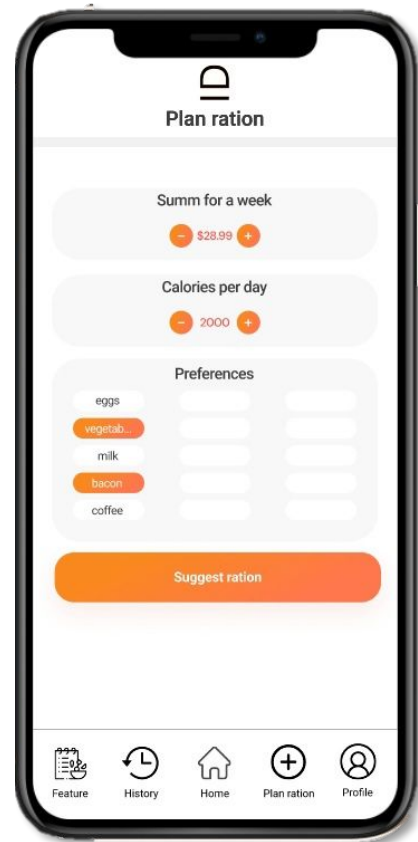 Plan ration
Summ for a week
− $28.99 +
Calories per day
− 2000 +
Preferences
eggs
vegetab...
milk
bacon
coffee
Suggest ration
Feature History Home Plan ration Profile